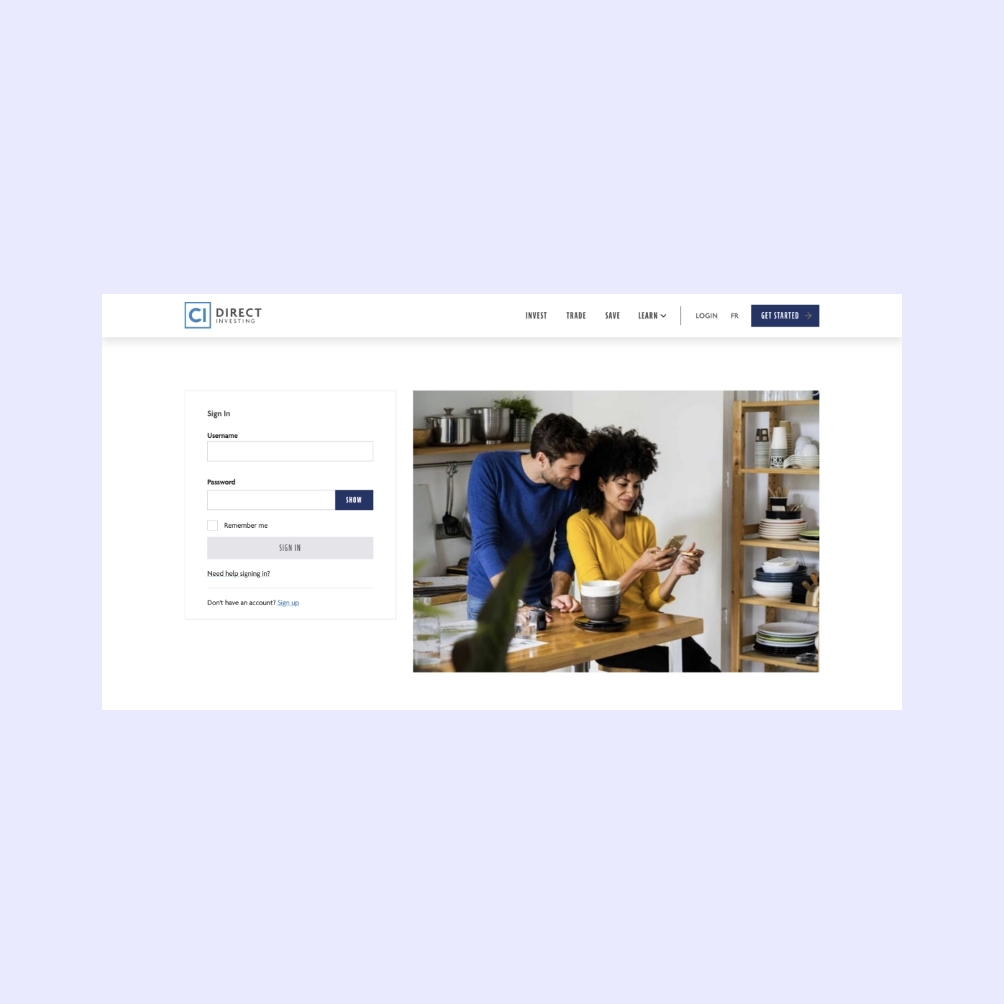 CI DIRECT
INVESTING
INVEST TRADE SAVE LEARN LOGIN FR GET STARTED
Sign In
Username
Password
SHOW
Remember me
SIGN IN
Need help signing in?
Don't have an account? Sign up